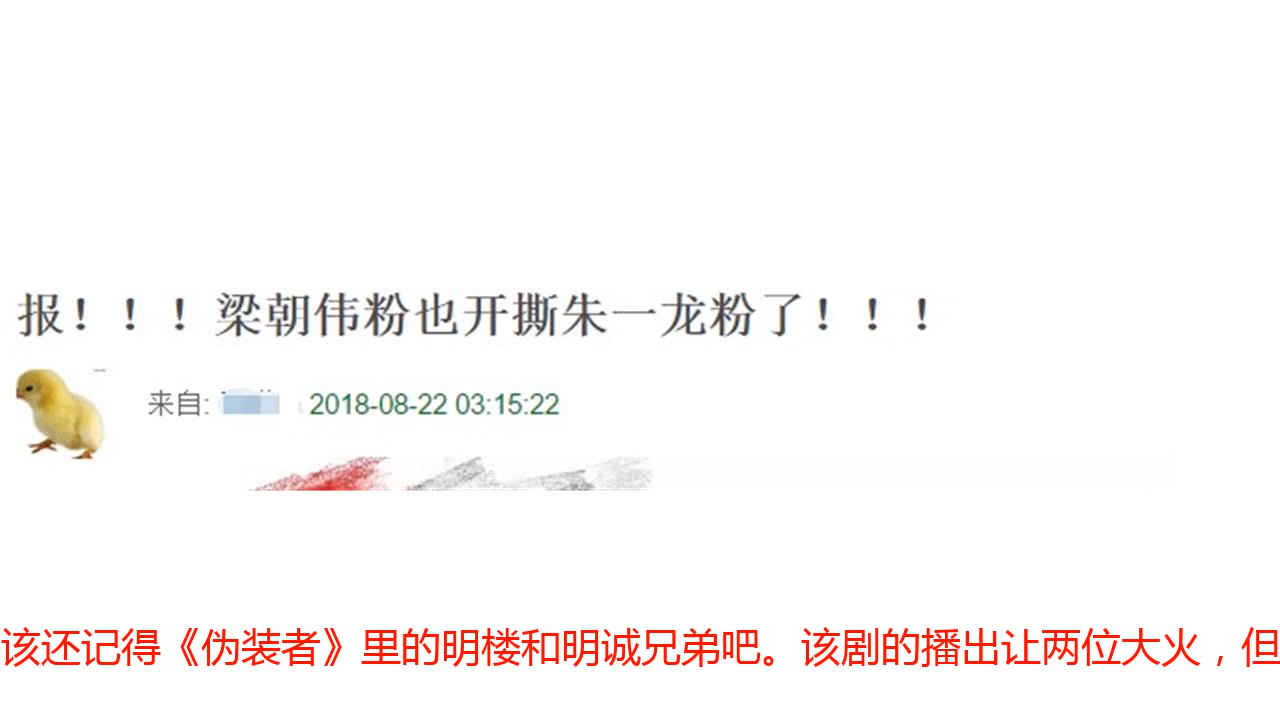 报！！！梁朝伟粉也开撕朱一龙粉了！！！
来自: 2018-08-22 03:15:22
该还记得《伪装者》里的明楼和明诚兄弟吧。该剧的播出让两位大火，但